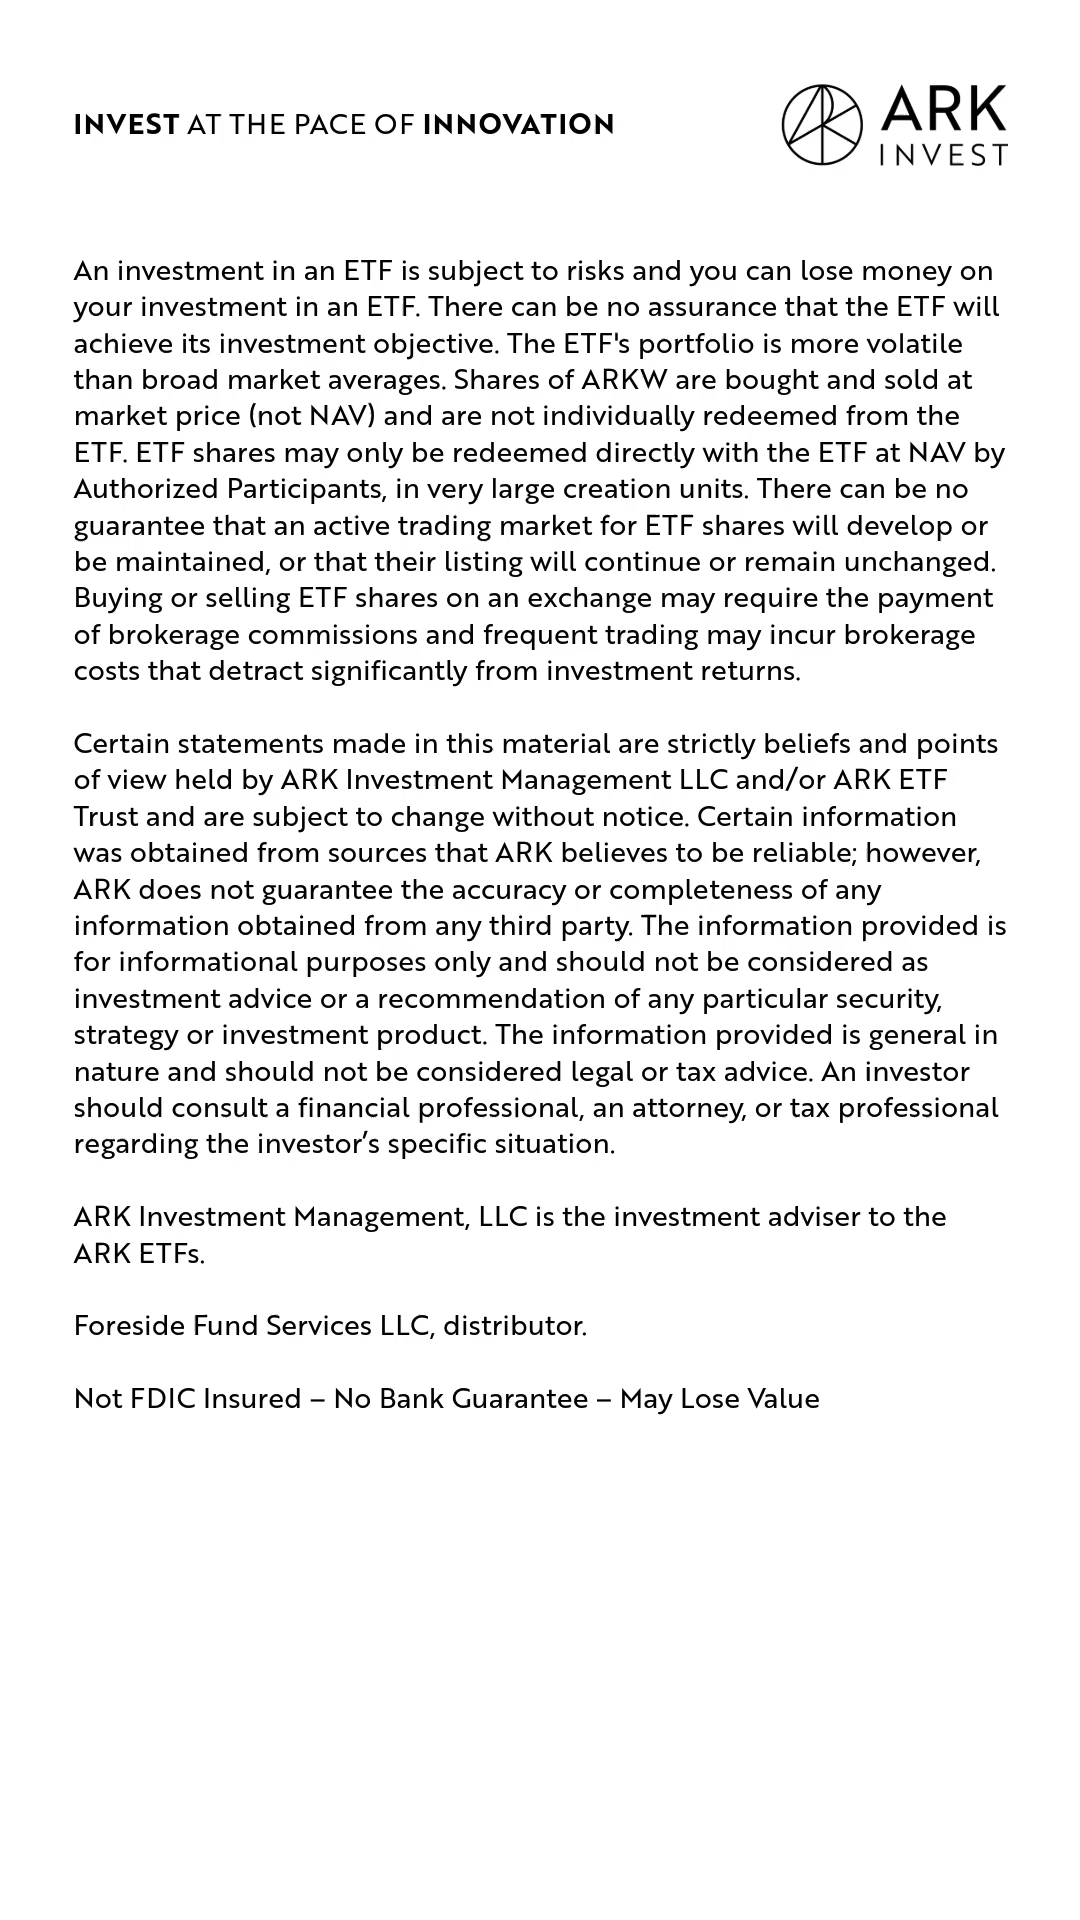 INVEST AT THE PACE OF INNOVATION
ARK
INVEST
An investment in an ETF is subject to risks and you can lose money on
your investment in an ETF. There can be no assurance that the ETF will
achieve its investment objective. The ETF's portfolio is more volatile
than broad market averages. Shares of ARKW are bought and sold at
market price (not NAV) and are not individually redeemed from the
ETF. ETF shares may only be redeemed directly with the ETF at NAV by
Authorized Participants, in very large creation units. There can be no
guarantee that an active trading market for ETF shares will develop or
be maintained, or that their listing will continue or remain unchanged.
Buying or selling ETF shares on an exchange may require the payment
of brokerage commissions and frequent trading may incur brokerage
costs that detract significantly from investment returns.
Certain statements made in this material are strictly beliefs and points
of view held by ARK Investment Management LLC and/or ARK ETF
Trust and are subject to change without notice. Certain information
was obtained from sources that ARK believes to be reliable; however,
ARK does not guarantee the accuracy or completeness of any
information obtained from any third party. The information provided is
for informational purposes only and should not be considered as
investment advice or a recommendation of any particular security,
strategy or investment product. The information provided is general in
nature and should not be considered legal or tax advice. An investor
should consult a financial professional, an attorney, or tax professional
regarding the investor’s specific situation.
ARK Investment Management, LLC is the investment adviser to the
ARK ETFs.
Foreside Fund Services LLC, distributor.
Not FDIC Insured – No Bank Guarantee – May Lose Value